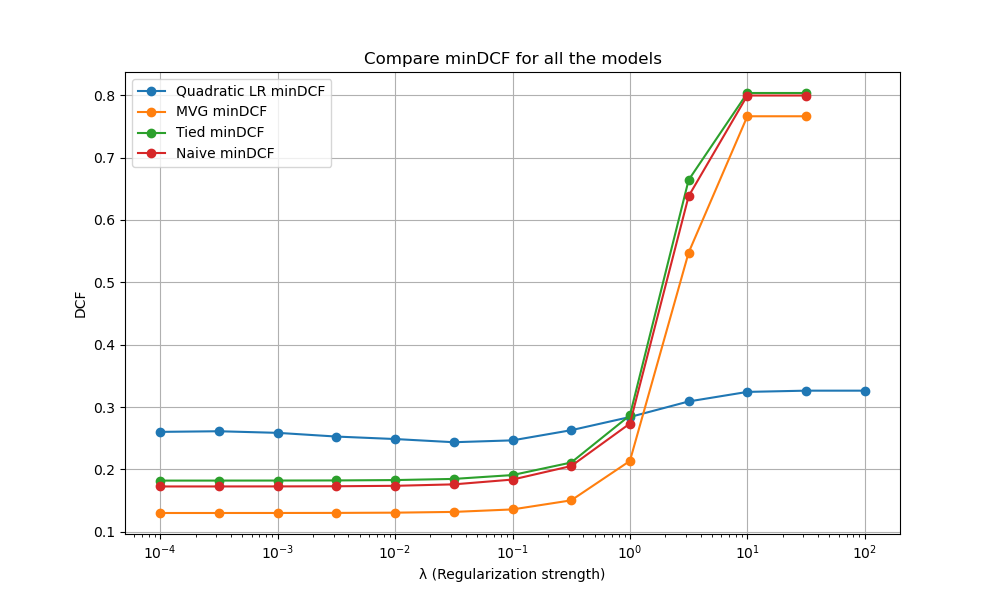 Compare minDCF for all the models
Quadratic LR minDCF
MVG minDCF
Tied minDCF
Naive minDCF
DCF
0.8
0.7
0.6
0.5
0.4
0.3
0.2
0.1
10⁻⁴ 10⁻³ 10⁻² 10⁻¹ 10⁰ 10¹ 10²
λ (Regularization strength)